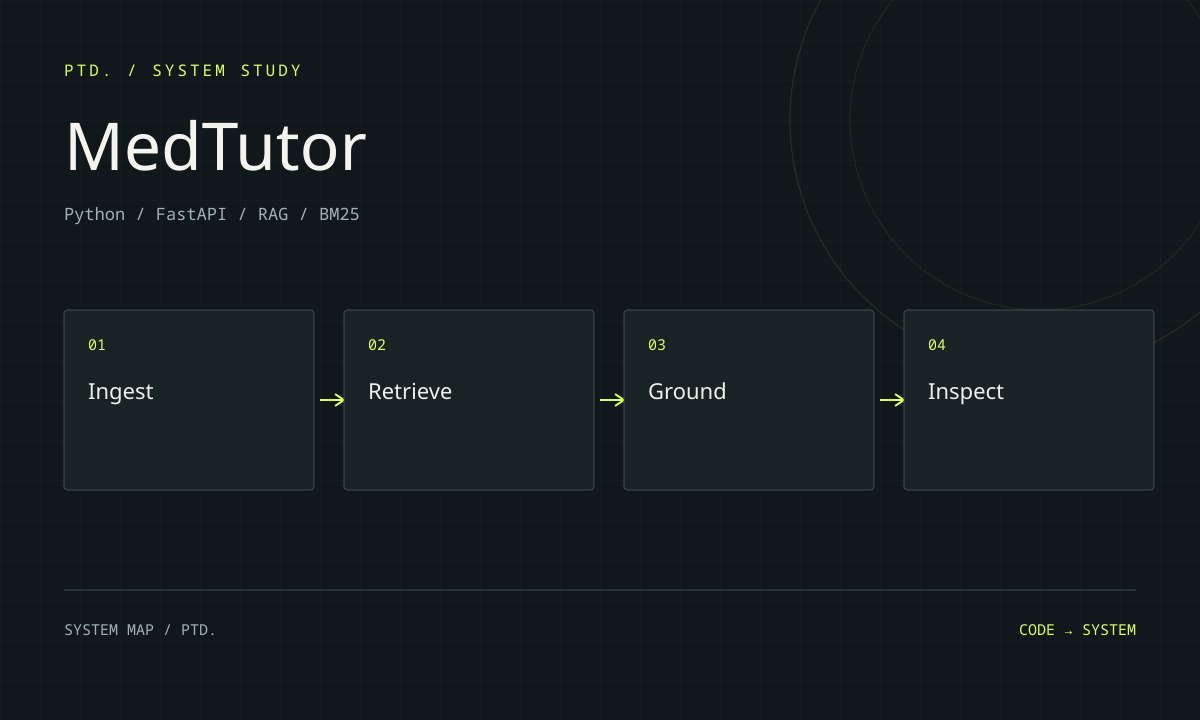 PTD. / SYSTEM STUDY
MedTutor
Python / FastAPI / RAG / BM25
01
Ingest
02
Retrieve
03
Ground
04
Inspect
SYSTEM MAP / PTD.
CODE → SYSTEM